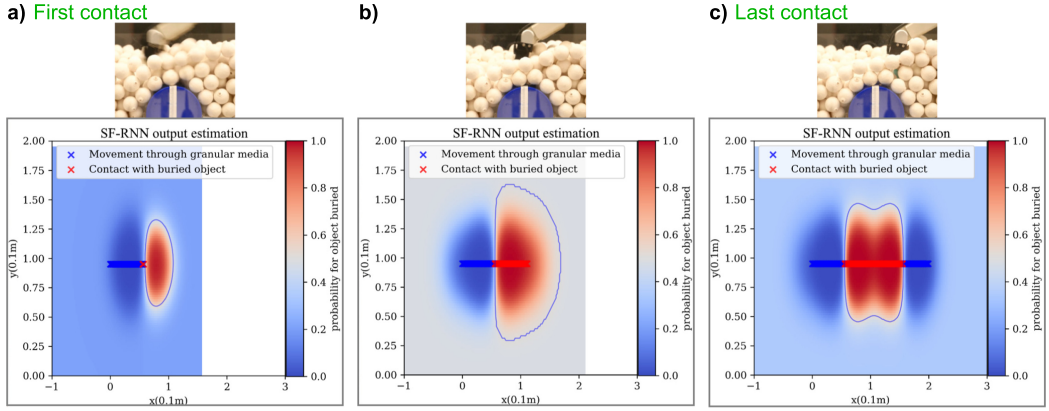 a) First contact
b)
c) Last contact
SF-RNN output estimation
Movement through granular media
Contact with buried object
2.00
1.75
1.50
1.25
1.00
0.75
0.50
0.25
0.00
y(0.1m)
−1 0 1 2 3
x(0.1m)
1.0
0.8
0.6
0.4
0.2
0.0
probability for object buried
SF-RNN output estimation
Movement through granular media
Contact with buried object
2.00
1.75
1.50
1.25
1.00
0.75
0.50
0.25
0.00
y(0.1m)
−1 0 1 2 3
x(0.1m)
1.0
0.8
0.6
0.4
0.2
0.0
probability for object buried
SF-RNN output estimation
Movement through granular media
Contact with buried object
2.00
1.75
1.50
1.25
1.00
0.75
0.50
0.25
0.00
y(0.1m)
−1 0 1 2 3
x(0.1m)
1.0
0.8
0.6
0.4
0.2
0.0
probability for object buried